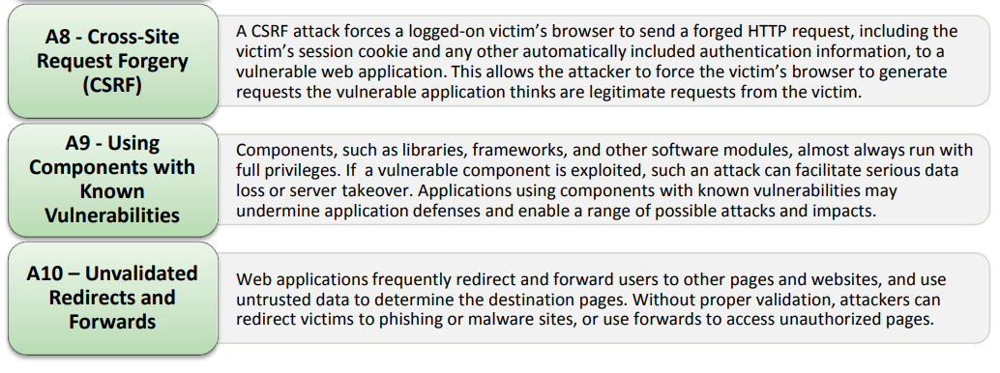 A8 - Cross-Site
Request Forgery
(CSRF)
A CSRF attack forces a logged-on victim’s browser to send a forged HTTP request, including the
victim’s session cookie and any other automatically included authentication information, to a
vulnerable web application. This allows the attacker to force the victim’s browser to generate
requests the vulnerable application thinks are legitimate requests from the victim.
A9 - Using
Components with
Known
Vulnerabilities
Components, such as libraries, frameworks, and other software modules, almost always run with
full privileges. If  a vulnerable component is exploited, such an attack can facilitate serious data
loss or server takeover. Applications using components with known vulnerabilities may
undermine application defenses and enable a range of possible attacks and impacts.
A10 – Unvalidated
Redirects and
Forwards
Web applications frequently redirect and forward users to other pages and websites, and use
untrusted data to determine the destination pages. Without proper validation, attackers can
redirect victims to phishing or malware sites, or use forwards to access unauthorized pages.